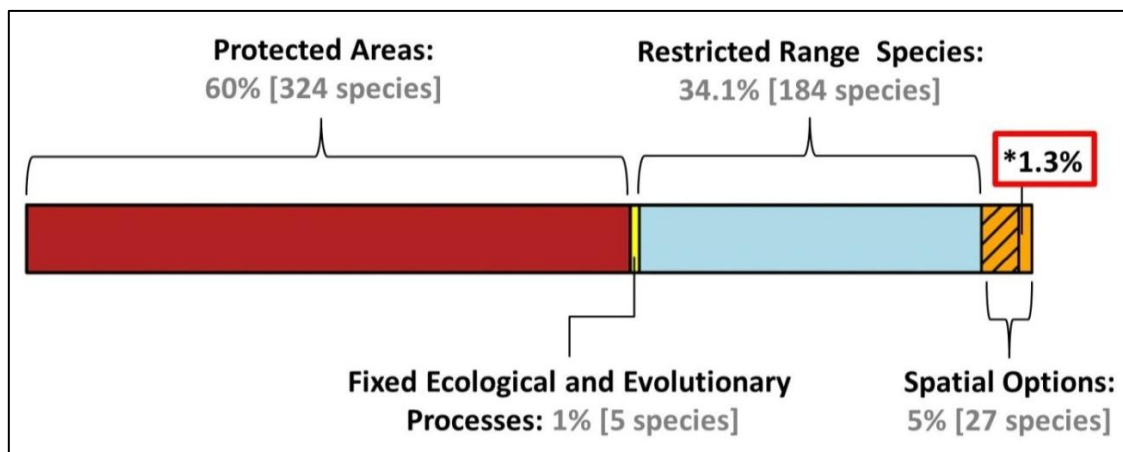 Protected Areas:
60% [324 species]
Restricted Range Species:
34.1% [184 species]
*1.3%
Fixed Ecological and Evolutionary
Processes: 1% [5 species]
Spatial Options:
5% [27 species]